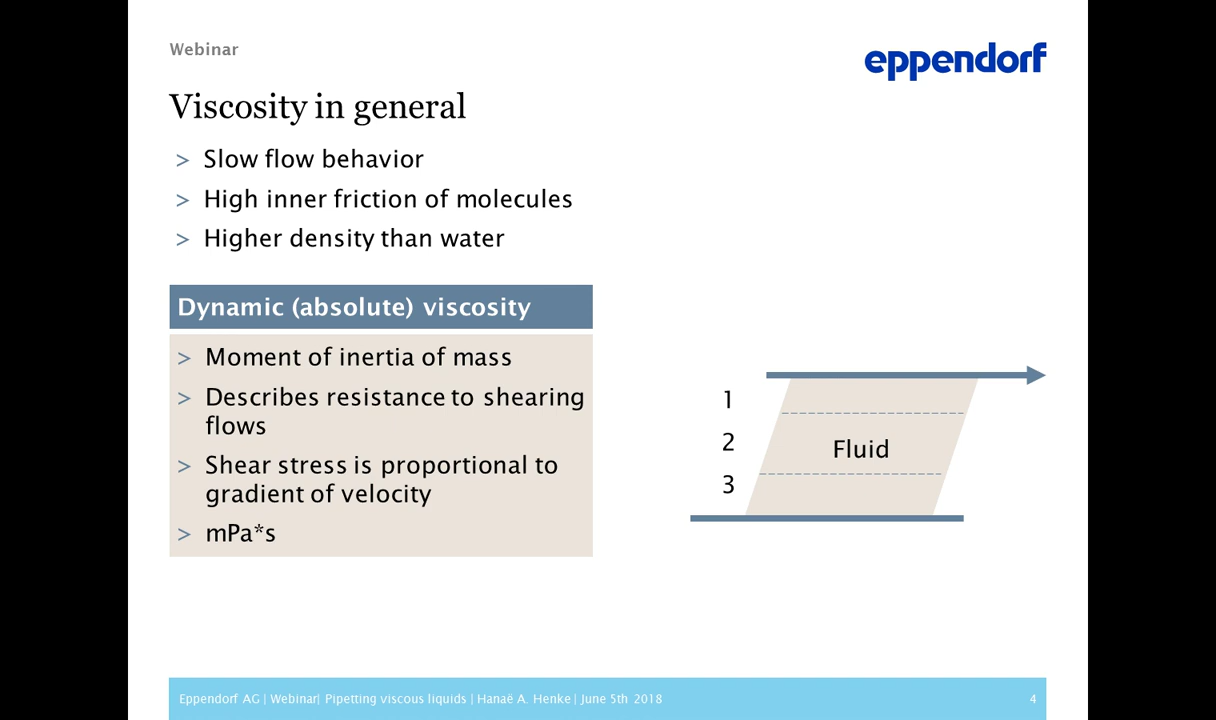 Webinar
eppendorf
Viscosity in general
> Slow flow behavior
> High inner friction of molecules
> Higher density than water
Dynamic (absolute) viscosity
> Moment of inertia of mass
> Describes resistance to shearing
flows
> Shear stress is proportional to
gradient of velocity
> mPa*s
1
2
3
Fluid
Eppendorf AG | Webinar| Pipetting viscous liquids | Hanaë A. Henke | June 5th 2018
4